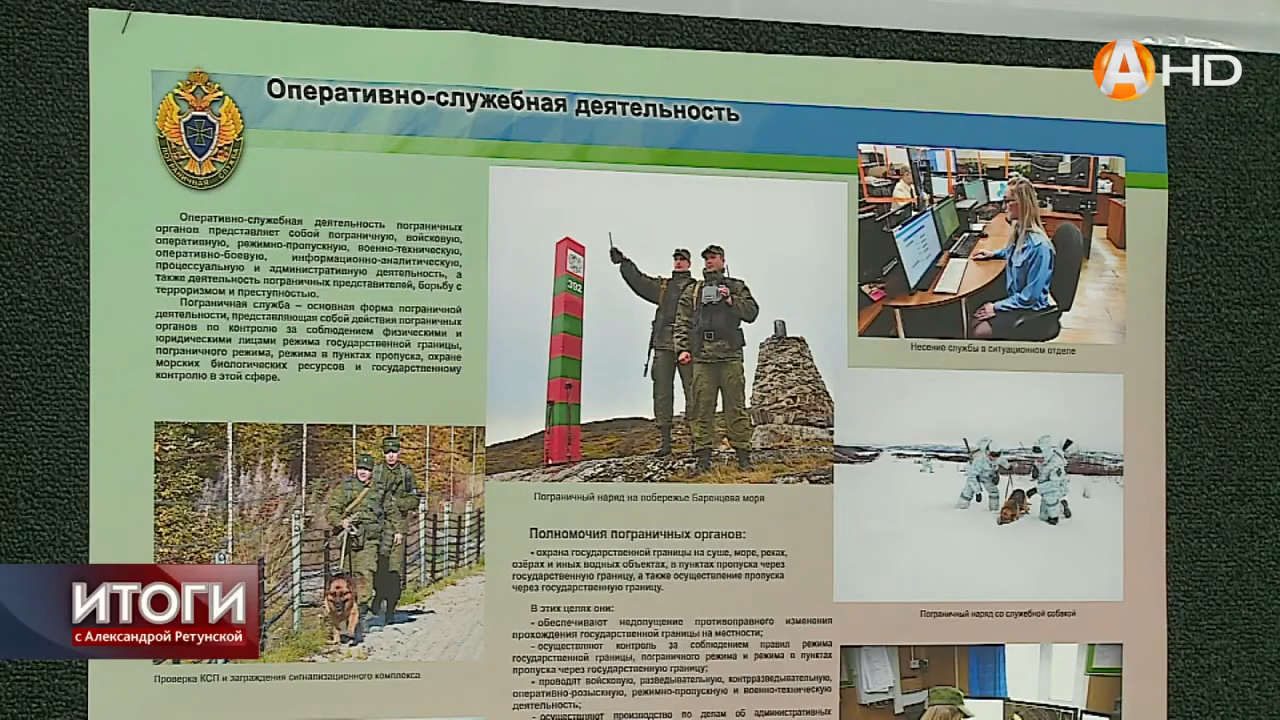 AHD
Оперативно-служебная деятельность
Оперативно-служебная деятельность пограничных
органов представляет собой пограничную, войсковую,
оперативную, режимно-пропускную, военно-техническую,
оперативно-боевую, информационно-аналитическую,
процессуальную и административную деятельность, а
также деятельность пограничных представителей, борьбу с
терроризмом и преступностью.
Пограничная служба – основная форма пограничной
деятельности, представляющая собой действия пограничных
органов по контролю за соблюдением физическими и
юридическими лицами режима государственной границы,
пограничного режима, режима в пунктах пропуска, охране
морских биологических ресурсов и государственному
контролю в этой сфере.
302
Несение службы в ситуационном отделе
Пограничный наряд на побережье Баренцева моря
Пограничный наряд со служебной собакой
Проверка КСП и заграждения сигнализационного комплекса
Полномочия пограничных органов:
• охрана государственной границы на суше, море, реках,
озёрах и иных водных объектах, в пунктах пропуска через
государственную границу, а также осуществление пропуска
через государственную границу.
В этих целях они:
- обеспечивают недопущение противоправного изменения
прохождения государственной границы на местности;
- осуществляют контроль за соблюдением правил режима
государственной границы, пограничного режима и режима в пунктах
пропуска через государственную границу;
• проводят войсковую, разведывательную, контрразведывательную,
оперативно-розыскную, режимно-пропускную и военно-техническую
деятельность;
• осуществляют производство по делам об административных
ИТОГИ
с Александрой Ретунской